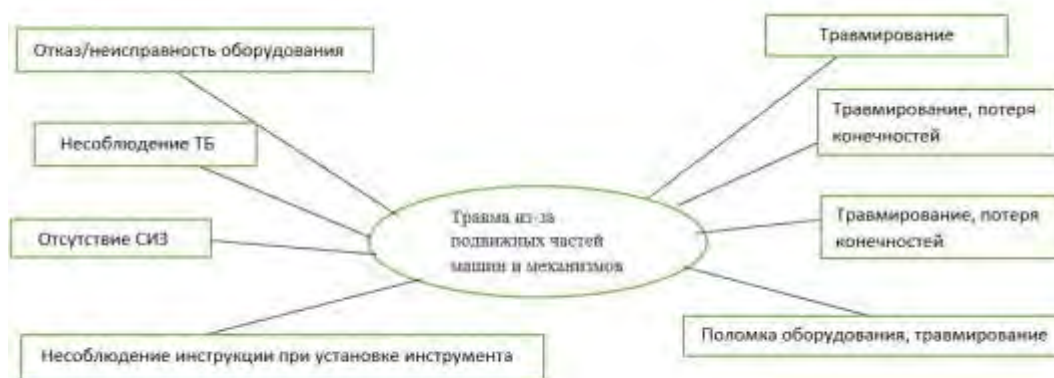 Отказ/неисправность оборудования
Несоблюдение ТБ
Отсутствие СИЗ
Несоблюдение инструкции при установке инструмента
Травма из-за
подвижных частей
машин и механизмов
Травмирование
Травмирование, потеря
конечностей
Травмирование, потеря
конечностей
Поломка оборудования, травмирование